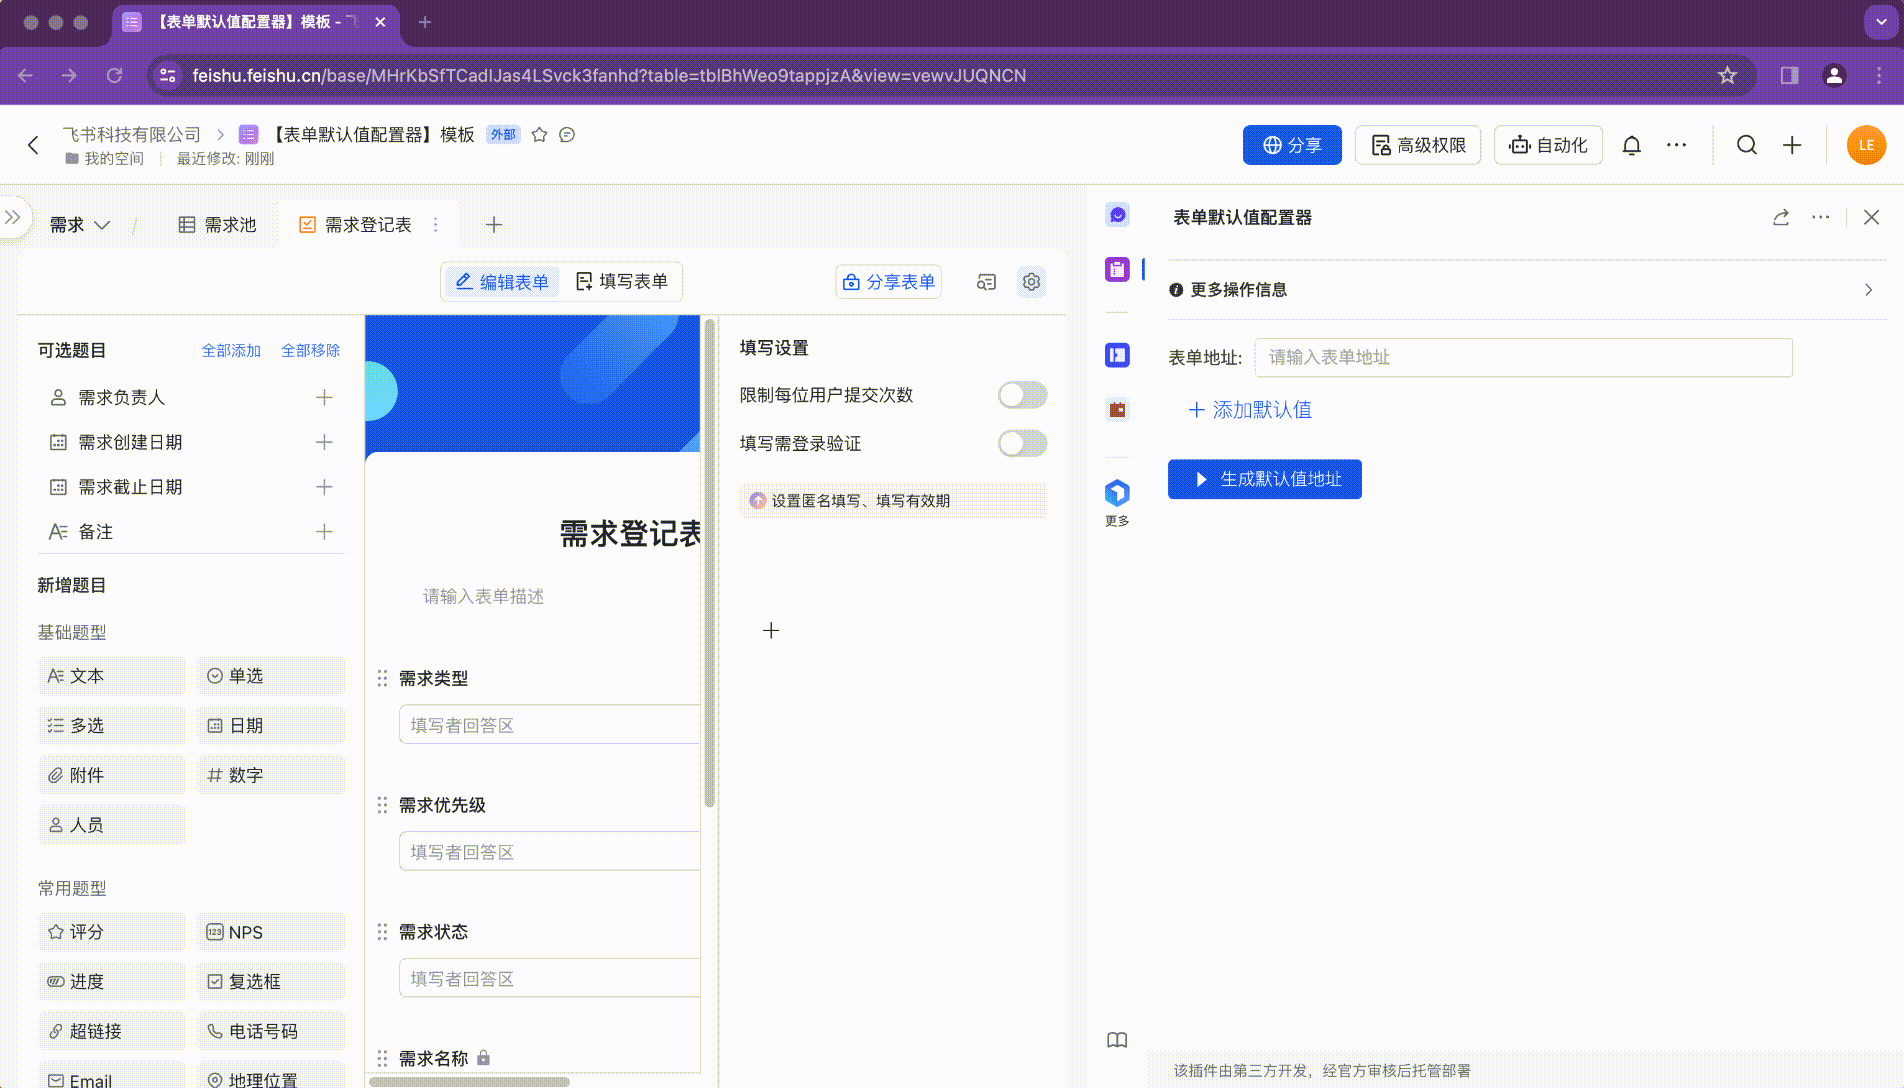 【表单默认值配置器】模板 - 飞
feishu.feishu.cn/base/MHrKbSfTCadIJas4LSvck3fanhd?table=tblBhWeo9tappjzA&view=vewvJUQNCN
飞书科技有限公司
【表单默认值配置器】模板
外部
我的空间
最近修改: 刚刚
分享
高级权限
自动化
LE
需求
需求池
需求登记表
编辑表单
填写表单
分享表单
可选题目
全部添加
全部移除
需求负责人
需求创建日期
需求截止日期
备注
新增题目
基础题型
文本
单选
多选
日期
附件
数字
人员
常用题型
评分
NPS
进度
复选框
超链接
电话号码
Email
地理位置
需求登记表
请输入表单描述
需求类型
填写者回答区
需求优先级
填写者回答区
需求状态
填写者回答区
需求名称
填写设置
限制每位用户提交次数
填写需登录验证
设置匿名填写、填写有效期
更多
表单默认值配置器
更多操作信息
表单地址:
请输入表单地址
添加默认值
生成默认值地址
该插件由第三方开发，经官方审核后托管部署